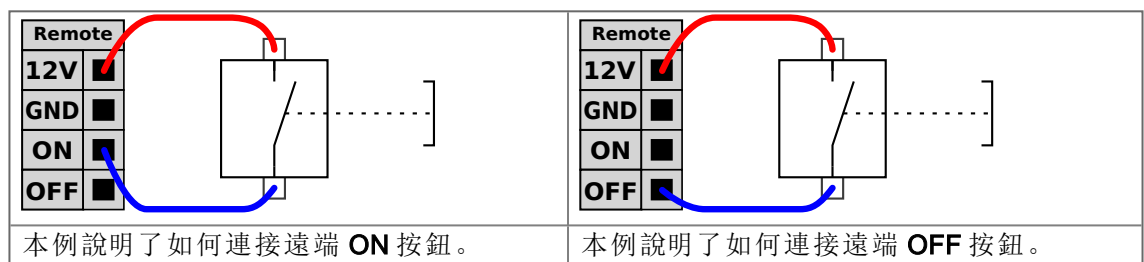 Remote
12V
GND
ON
OFF
本例說明了如何連接遠端 ON 按鈕。
Remote
12V
GND
ON
OFF
本例說明了如何連接遠端 OFF 按鈕。